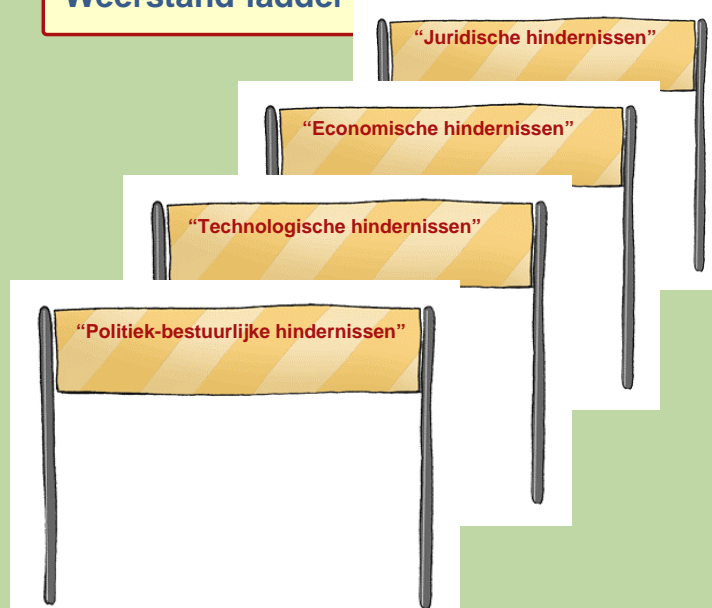 Weerstand ladder
“Juridische hindernissen”
“Economische hindernissen”
“Technologische hindernissen”
“Politiek-bestuurlijke hindernissen”